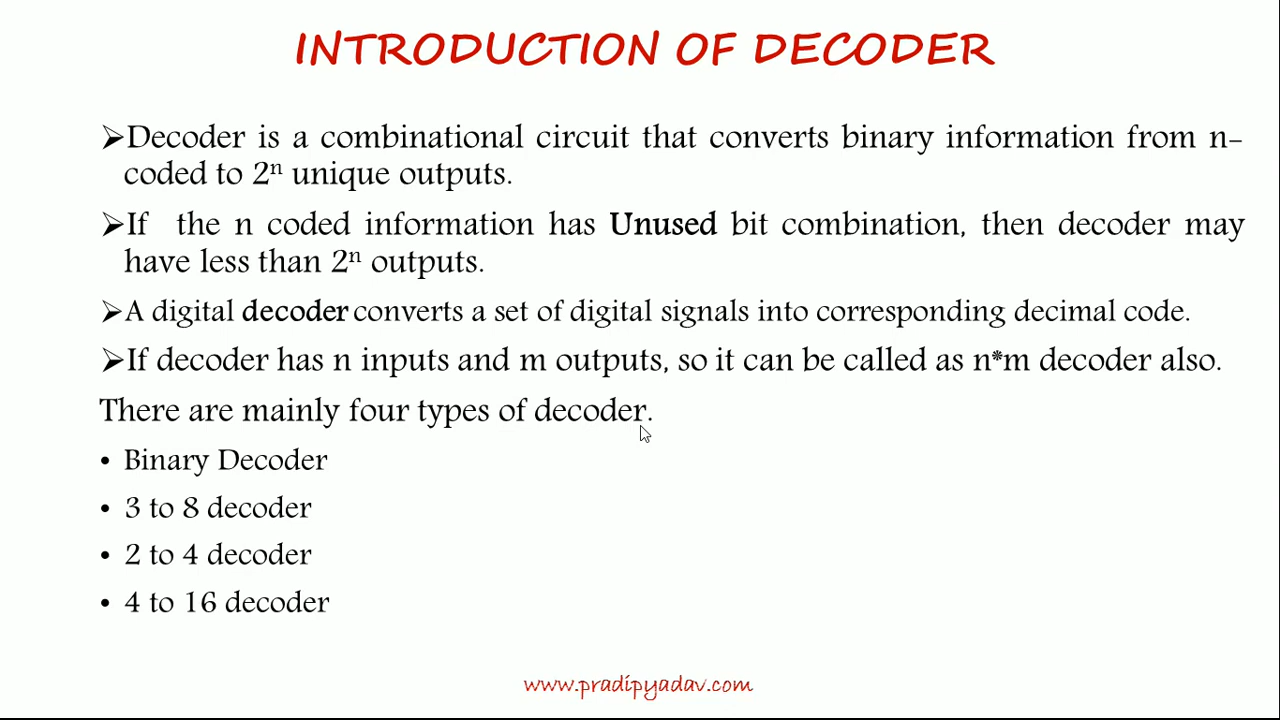 INTRODUCTION OF DECODER
➢Decoder is a combinational circuit that converts binary information from n-
coded to 2ⁿ unique outputs.
➢If the n coded information has Unused bit combination, then decoder may
have less than 2ⁿ outputs.
➢A digital decoder converts a set of digital signals into corresponding decimal code.
➢If decoder has n inputs and m outputs, so it can be called as n*m decoder also.
There are mainly four types of decoder.
• Binary Decoder
• 3 to 8 decoder
• 2 to 4 decoder
• 4 to 16 decoder
www.pradipyadav.com